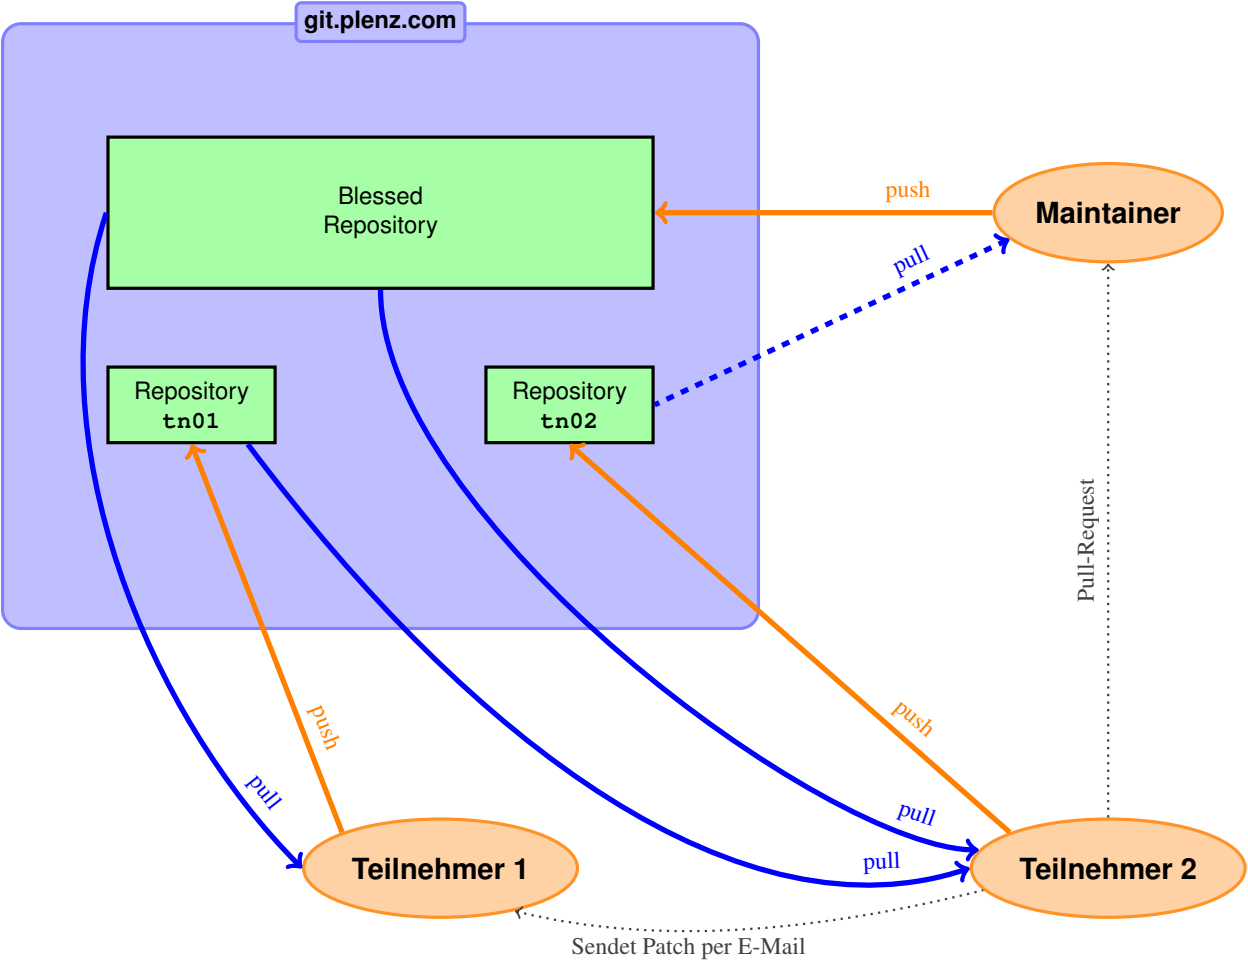 git.plenz.com
Blessed
Repository
push
Maintainer
pull
Repository
tn01
Repository
tn02
Pull-Request
push
push
pull
pull
pull
Teilnehmer 1
Teilnehmer 2
Sendet Patch per E-Mail